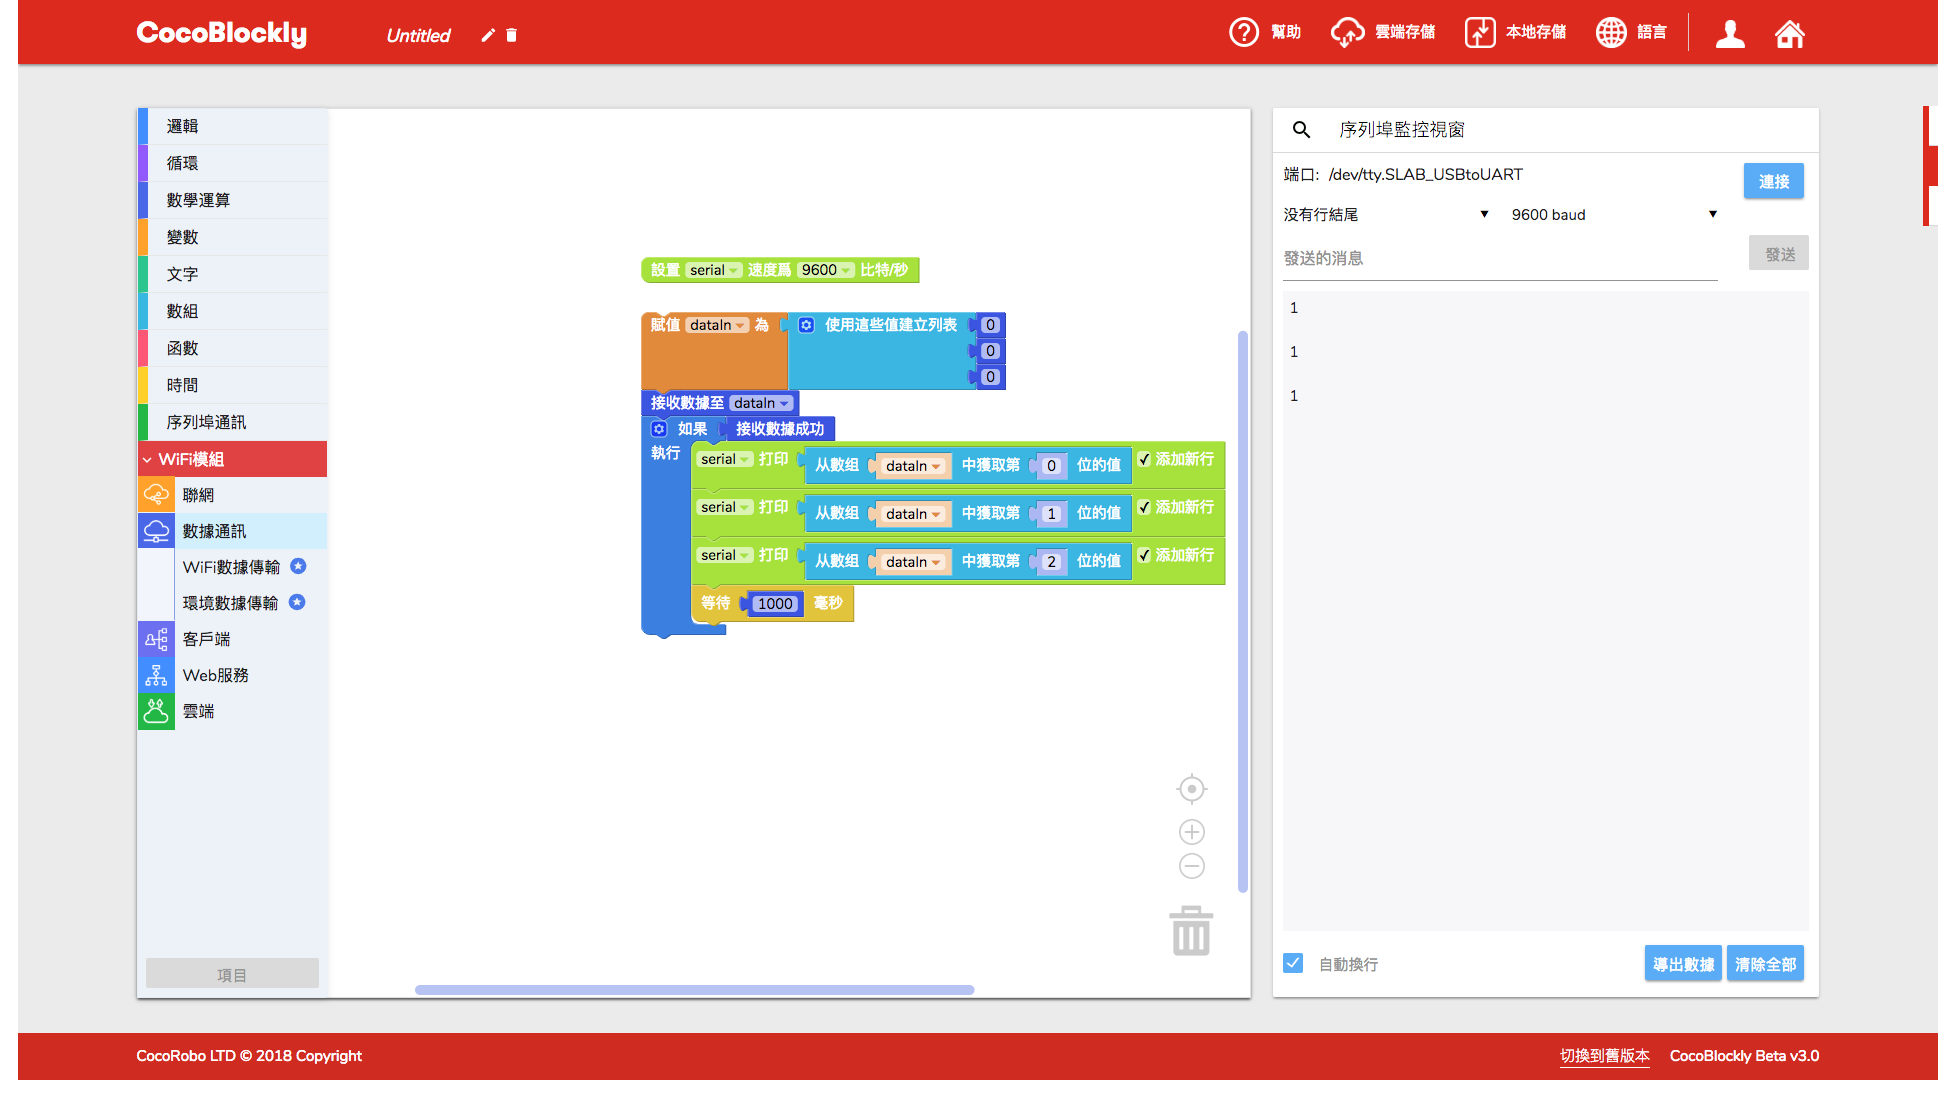 CocoBlockly
Untitled
幫助
雲端存儲
本地存儲
語言
邏輯
循環
數學運算
變數
文字
數組
函數
時間
序列埠通訊
WiFi模組
聯網
數據通訊
WiFi數據傳輸
環境數據傳輸
客戶端
Web服務
雲端
項目
設置 serial 速度爲 9600 比特/秒
賦值 dataIn 為 使用這些值建立列表 0
0
0
接收數據至 dataIn
如果 接收數據成功
執行
serial 打印 从數组 dataIn 中獲取第 0 位的值 ✓ 添加新行
serial 打印 从數组 dataIn 中獲取第 1 位的值 ✓ 添加新行
serial 打印 从數组 dataIn 中獲取第 2 位的值 ✓ 添加新行
等待 1000 毫秒
序列埠監控視窗
端口: /dev/tty.SLAB_USBtoUART
連接
没有行結尾
9600 baud
發送的消息
發送
1
1
1
自動換行
導出數據
清除全部
CocoRobo LTD © 2018 Copyright
切換到舊版本
CocoBlockly Beta v3.0